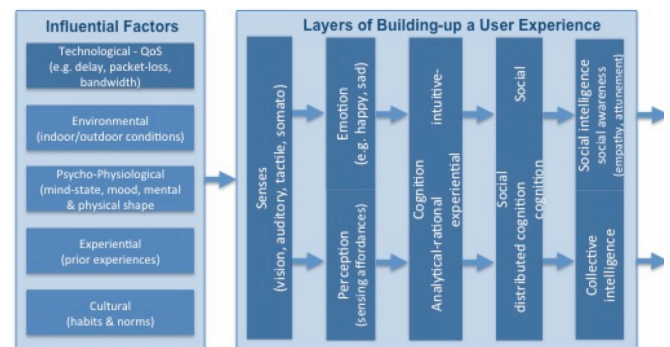 Influential Factors
Technological - QoS
(e.g. delay, packet-loss,
bandwidth)
Environmental
(indoor/outdoor conditions)
Psycho-Physiological
(mind-state, mood, mental
& physical shape
Experiential
(prior experiences)
Cultural
(habits & norms)
Layers of Building-up a User Experience
Senses
(vision, auditory, tactile, somato)
Emotion
(e.g. happy, sad)
Perception
(sensing affordances)
Cognition
Analytical-rational intuitive-
experiential
Social
distributed cognition Social
cognition
Social intelligence
social awareness
(empathy, attunement)
Collective
intelligence